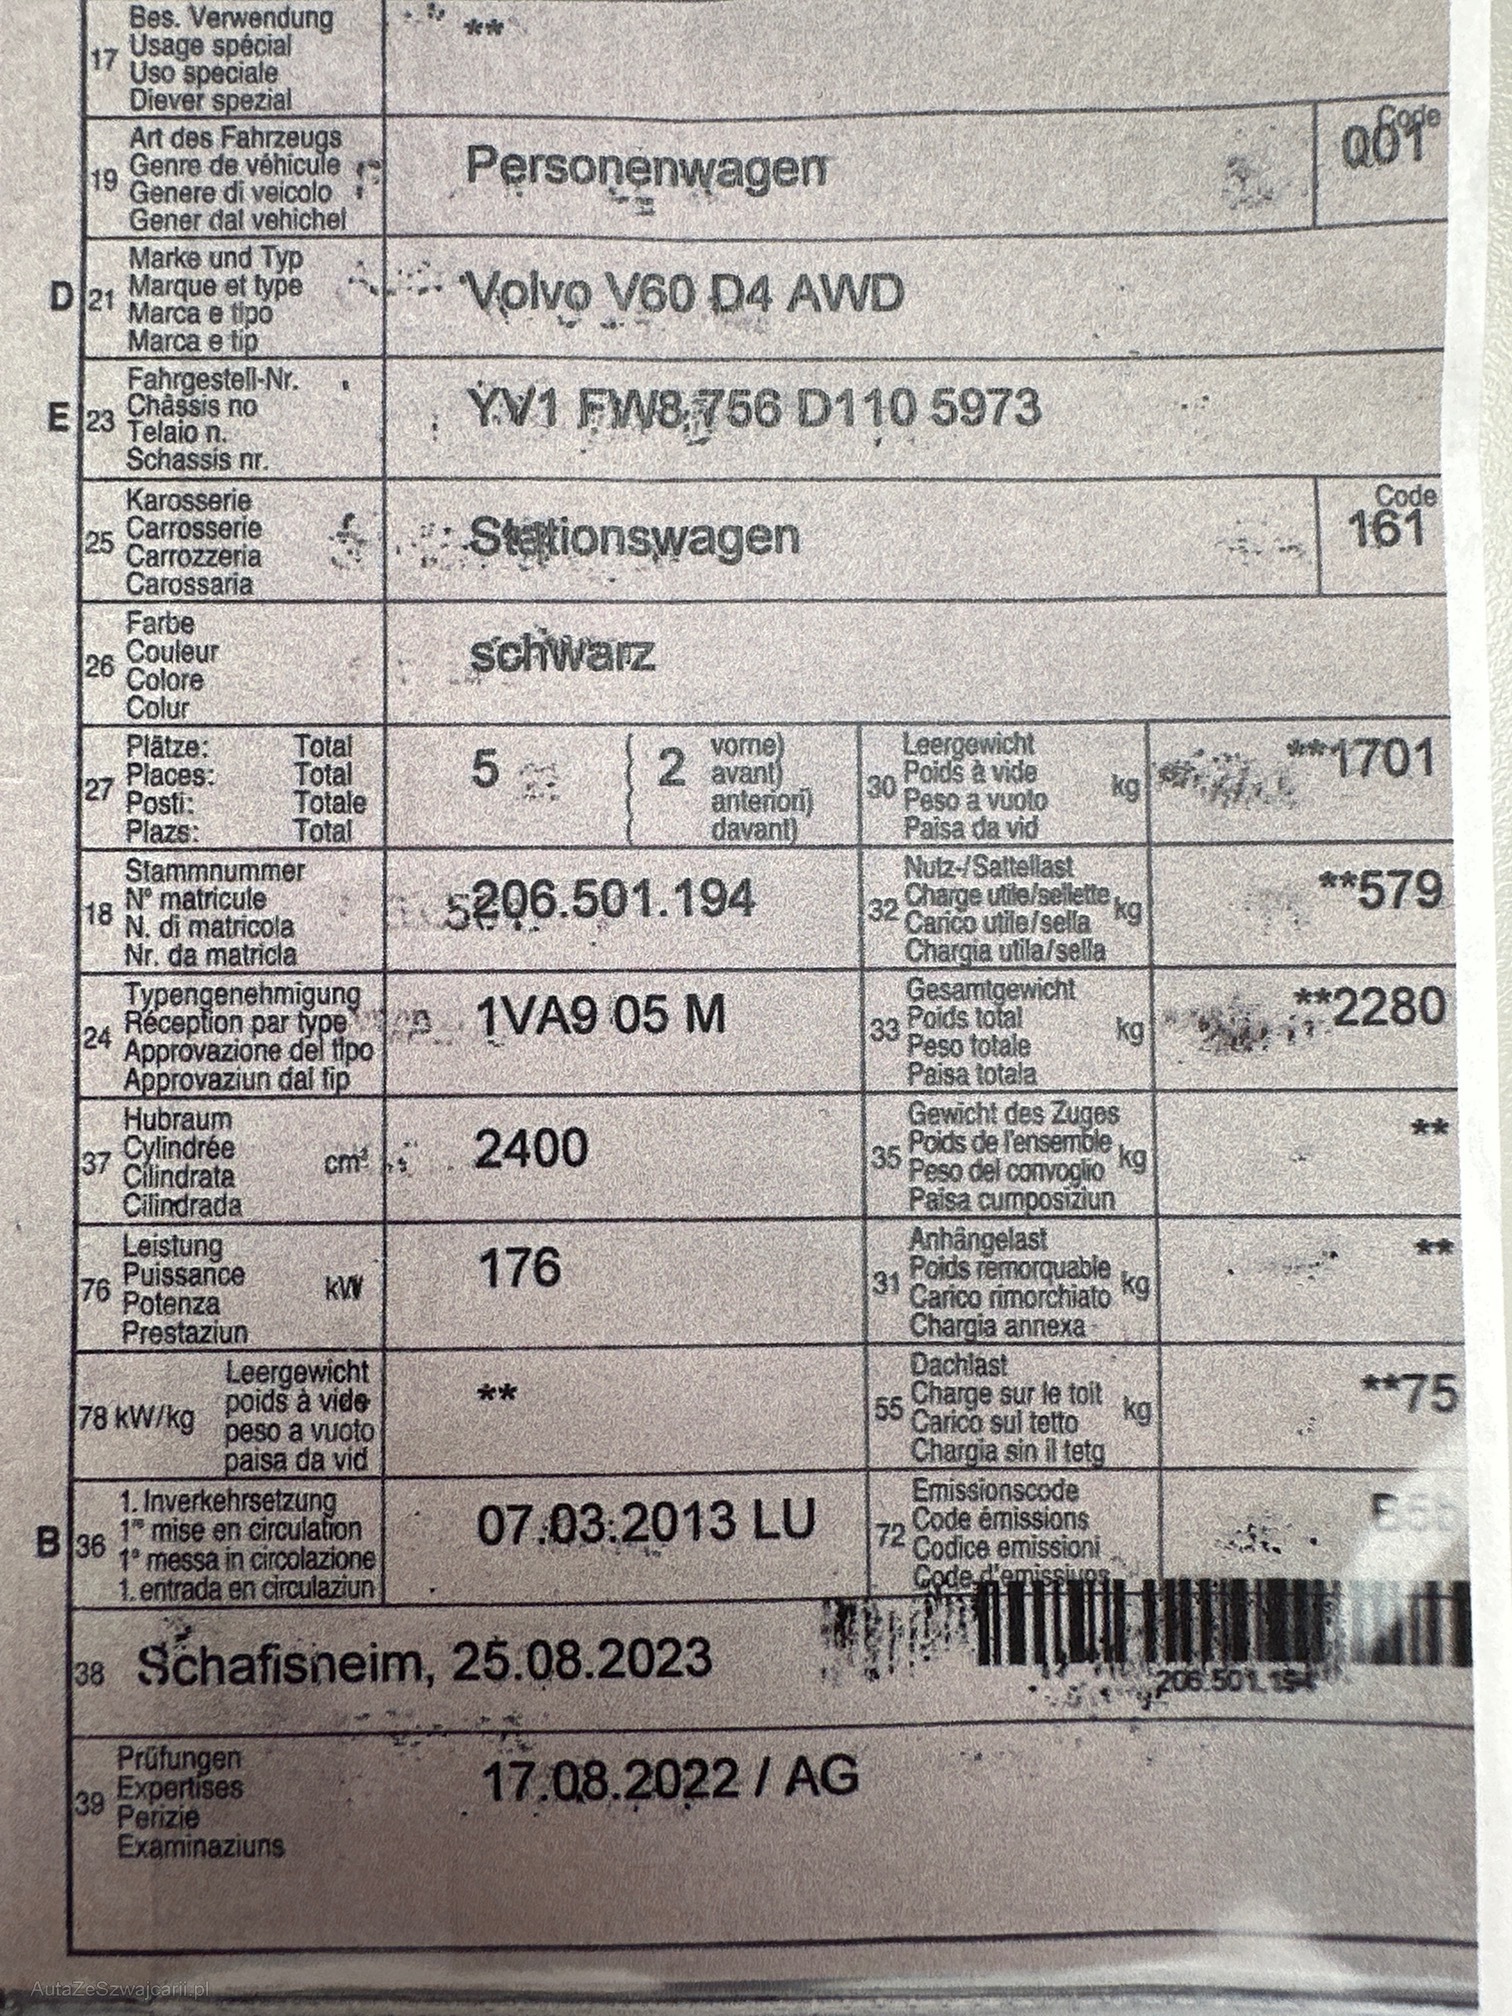 17 Bes. Verwendung **
Usage spécial
Uso speciale
Diever spezial
19 Art des Fahrzeugs Personenwagen Code 001
Genre de véhicule
Genere di veicolo
Gener dal vehichel
D 21 Marke und Typ Volvo V60 D4 AWD
Marque et type
Marca e tipo
Marca e tip
E 23 Fahrgestell-Nr. YV1 FW8 756 D110 5973
Châssis no
Telaio n.
Schassis nr.
25 Karosserie Stationswagen Code 161
Carrosserie
Carrozzeria
Carossaria
26 Farbe schwarz
Couleur
Colore
Colur
27 Plätze: Total 5 { 2 vorne)
Places: Total avant)
Posti: Totale anteriori)
Plazs: Total davant)
30 Leergewicht kg **1701
Poids à vide
Peso a vuoto
Paisa da vid
18 Stammnummer 206.501.194
N° matricule
N. di matricola
Nr. da matricla
32 Nutz-/Sattellast kg **579
Charge utile/sellette
Carico utile/sella
Chargia utila/sella
24 Typengenehmigung 1VA9 05 M
Réception par type
Approvazione del tipo
Approvaziun dal tip
33 Gesamtgewicht kg **2280
Poids total
Peso totale
Paisa totala
37 Hubraum cm³ 2400
Cylindrée
Cilindrata
Cilindrada
35 Gewicht des Zuges kg **
Poids de l'ensemble
Peso del convoglio
Paisa cumposiziun
76 Leistung kW 176
Puissance
Potenza
Prestaziun
31 Anhängelast kg **
Poids remorquable
Carico rimorchiato
Chargia annexa
78 kW/kg Leergewicht **
poids à vide
peso a vuoto
paisa da vid
55 Dachlast kg **75
Charge sur le toit
Carico sul tetto
Chargia sin il tetg
B 36 1. Inverkehrsetzung 07.03.2013 LU
1re mise en circulation
1a messa in circolazione
1. entrada en circulaziun
72 Emissionscode
Code émissions
Codice emissioni
Code d'emissiuns
38 Schafisneim, 25.08.2023
206.501.194
39 Prüfungen 17.08.2022 / AG
Expertises
Perizie
Examinaziuns
AutaZeSzwajcarii.pl